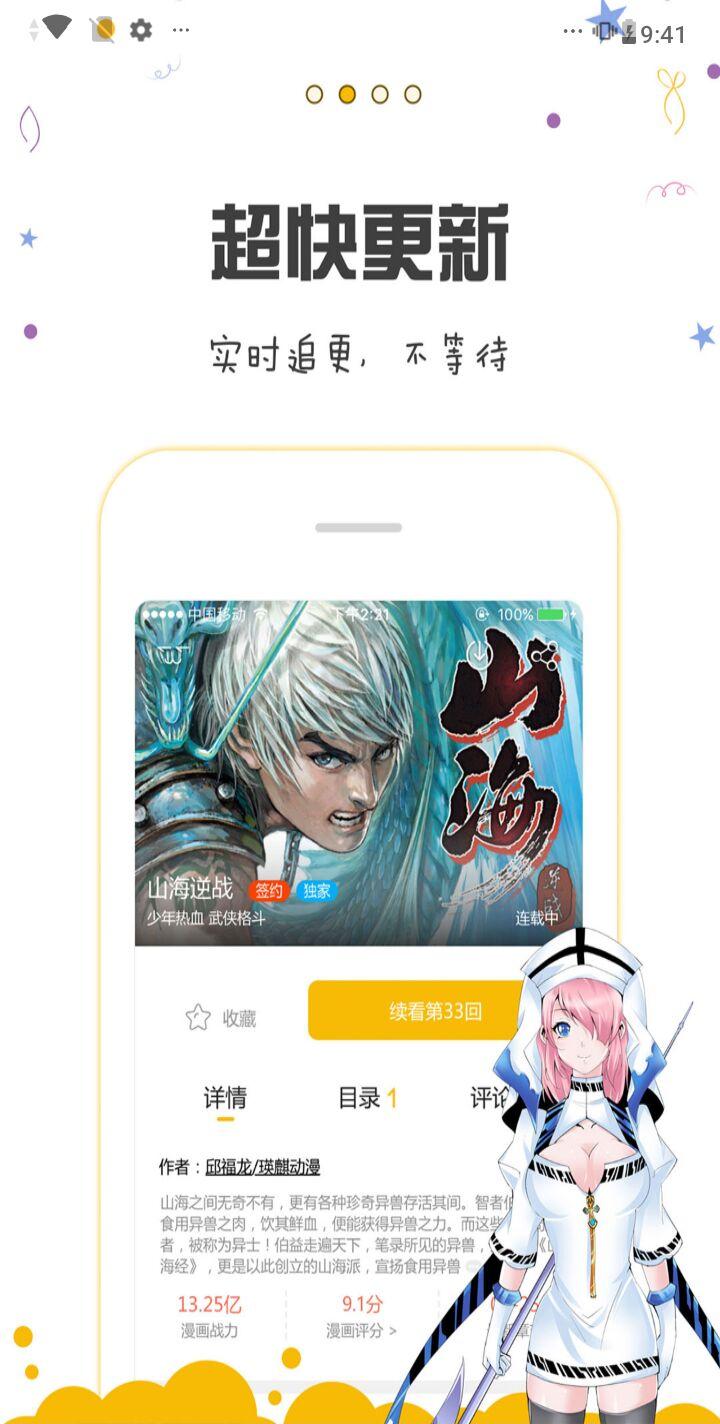 9:41
超快更新
实时追更，不等待
中国移动 下午2:21 100%
山海
逆战
山海逆战 签约 独家
少年热血 武侠格斗 连载中
收藏 续看第33回
详情 目录 1 评论
作者：邱福龙/瑛麒动漫
山海之间无奇不有，更有各种珍奇异兽存活其间。智者
食用异兽之肉，饮其鲜血，便能获得异兽之力。而这些
者，被称为异士！伯益走遍天下，笔录所见的异兽，
海经》，更是以此创立的山海派，宣扬食用异兽
13.25亿 9.1分
漫画战力 漫画评分 >